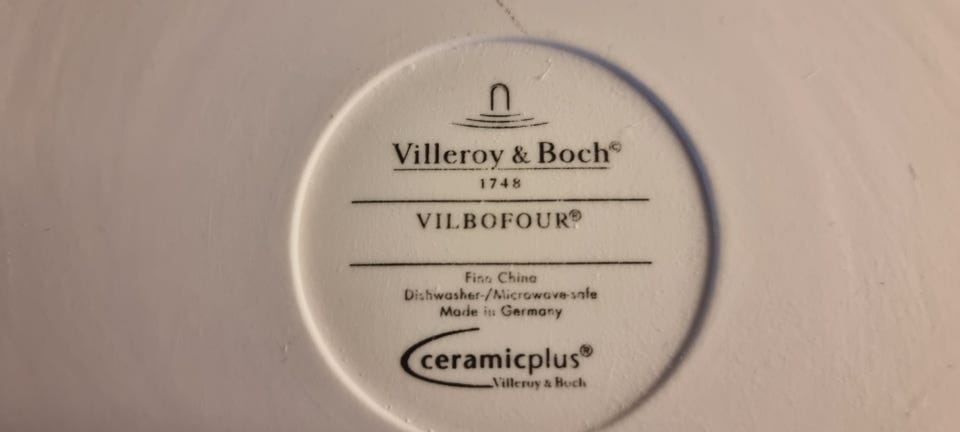 Villeroy & Boch©
1748
VILBOFOUR®
Fine China
Dishwasher-/Microwave-safe
Made in Germany
ceramicplus®
Villeroy & Boch